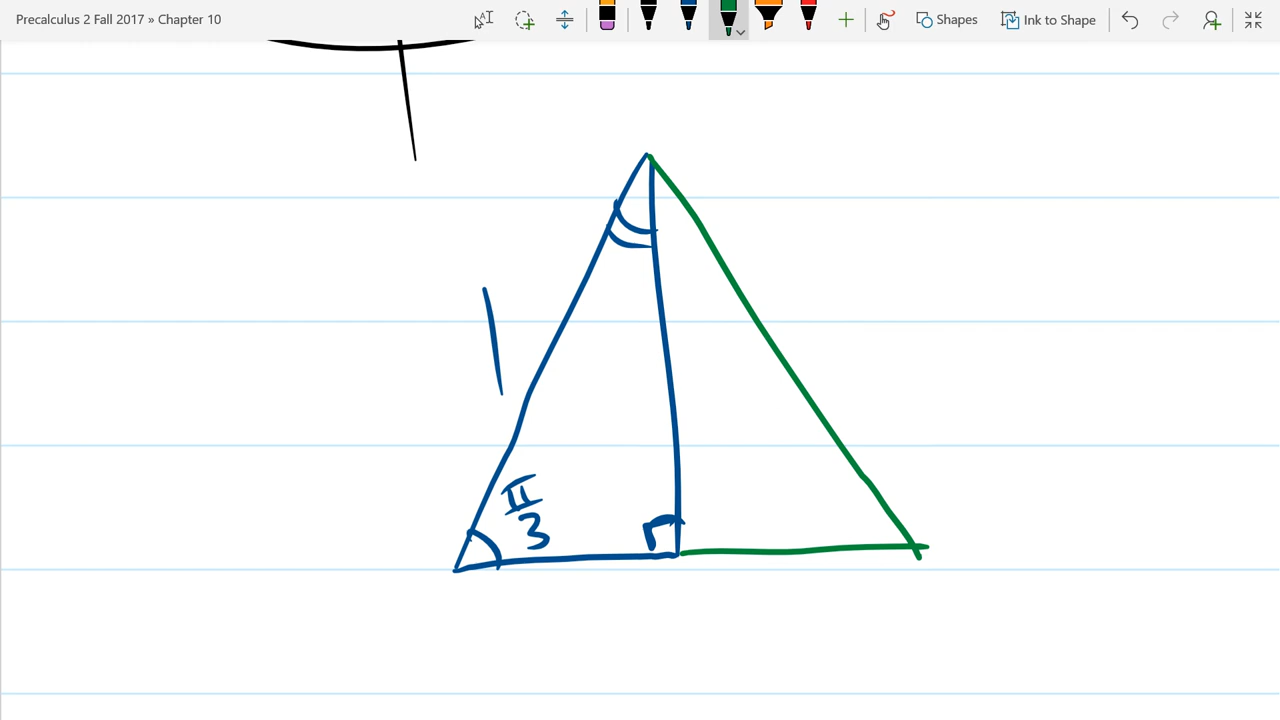 Precalculus 2 Fall 2017 » Chapter 10
Shapes
Ink to Shape
1
π
3